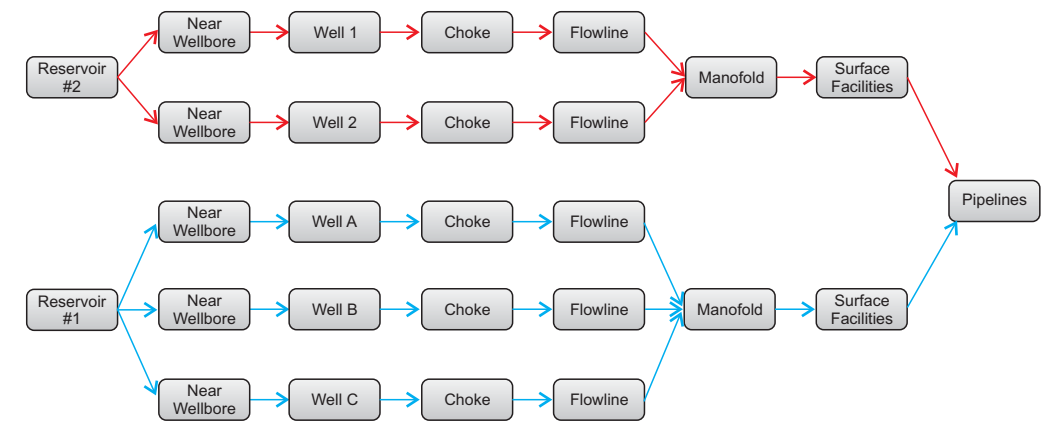 Near
Wellbore
Well 1
Choke
Flowline
Reservoir
#2
Manofold
Surface
Facilities
Near
Wellbore
Well 2
Choke
Flowline
Pipelines
Near
Wellbore
Well A
Choke
Flowline
Reservoir
#1
Near
Wellbore
Well B
Choke
Flowline
Manofold
Surface
Facilities
Near
Wellbore
Well C
Choke
Flowline